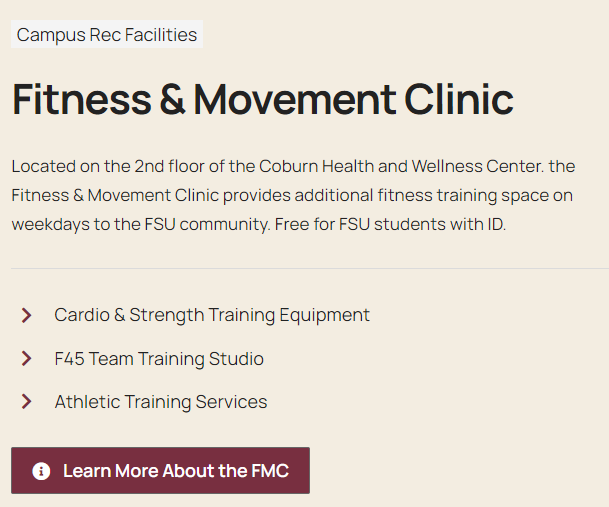 Campus Rec Facilities
Fitness & Movement Clinic
Located on the 2nd floor of the Coburn Health and Wellness Center. the
Fitness & Movement Clinic provides additional fitness training space on
weekdays to the FSU community. Free for FSU students with ID.
Cardio & Strength Training Equipment
F45 Team Training Studio
Athletic Training Services
Learn More About the FMC